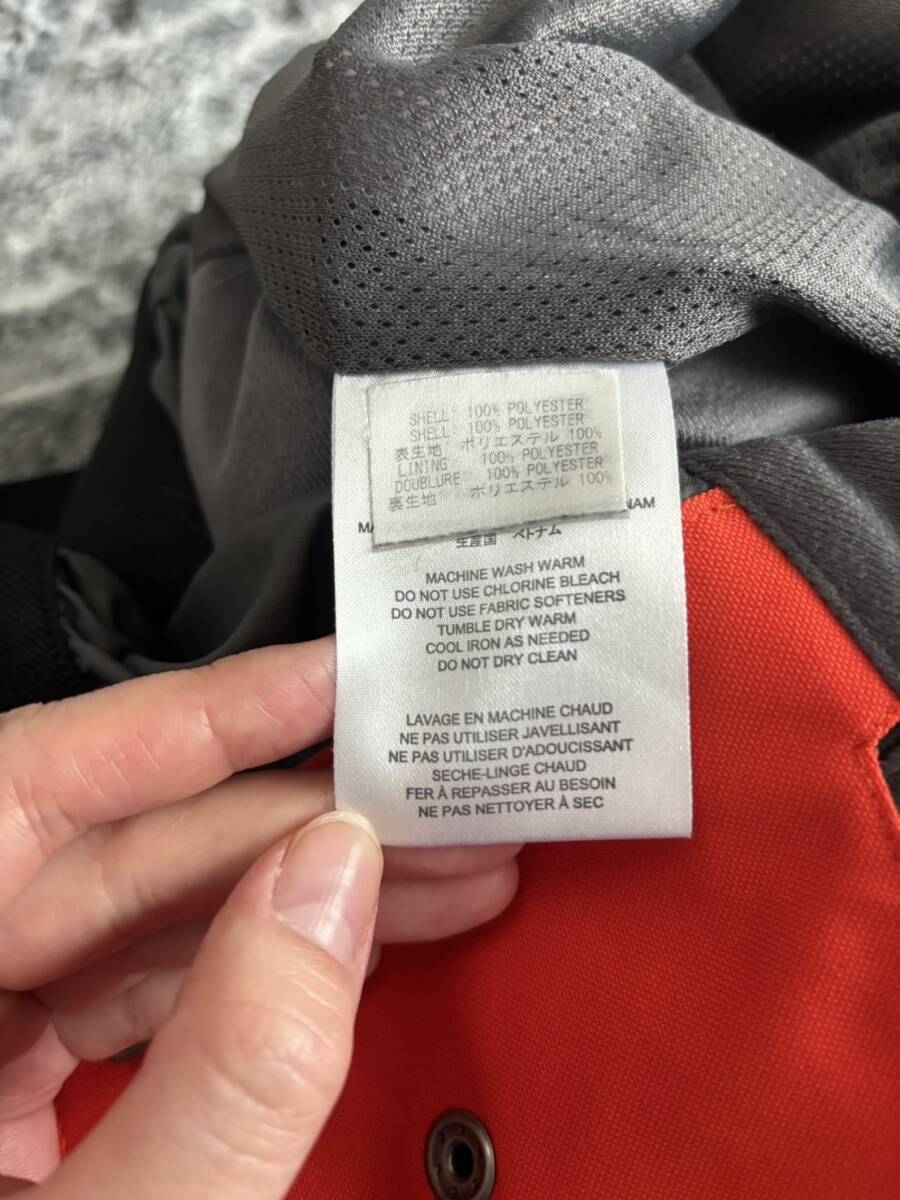 SHELL: 100% POLYESTER
SHELL: 100% POLYESTER
表生地 ポリエステル 100%
LINING 100% POLYESTER
DOUBLURE: 100% POLYESTER
裏生地: ポリエステル 100%
MA NAM
生産国 ベトナム
MACHINE WASH WARM
DO NOT USE CHLORINE BLEACH
DO NOT USE FABRIC SOFTENERS
TUMBLE DRY WARM
COOL IRON AS NEEDED
DO NOT DRY CLEAN
LAVAGE EN MACHINE CHAUD
NE PAS UTILISER JAVELLISANT
NE PAS UTILISER D'ADOUCISSANT
SECHE-LINGE CHAUD
FER À REPASSER AU BESOIN
NE PAS NETTOYER À SEC